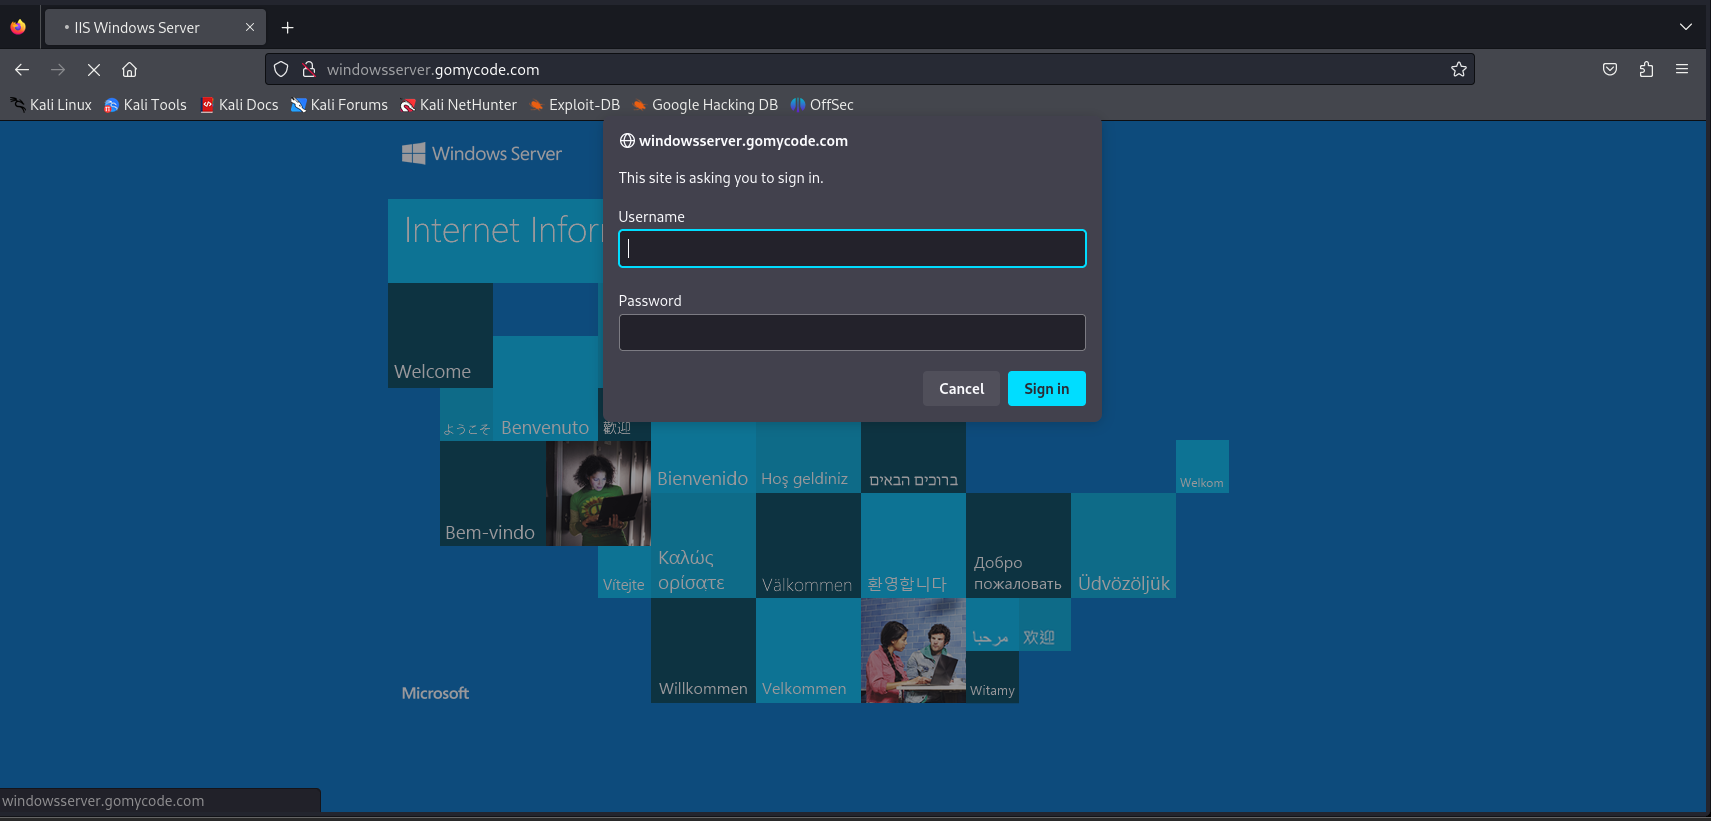 IIS Windows Server
windowsserver.gomycode.com
Kali Linux Kali Tools Kali Docs Kali Forums Kali NetHunter Exploit-DB Google Hacking DB OffSec
Windows Server
windowsserver.gomycode.com
This site is asking you to sign in.
Username
Password
Cancel Sign in
Internet Infor
Welcome
ようこそ Benvenuto 歡迎
Bienvenido Hoş geldiniz ברוכים הבאים Welkom
Bem-vindo
Vítejte Καλώς ορίσατε Välkommen 환영합니다 Добро пожаловать Üdvözöljük
مرحبا 欢迎
Willkommen Velkommen Witamy
Microsoft
windowsserver.gomycode.com